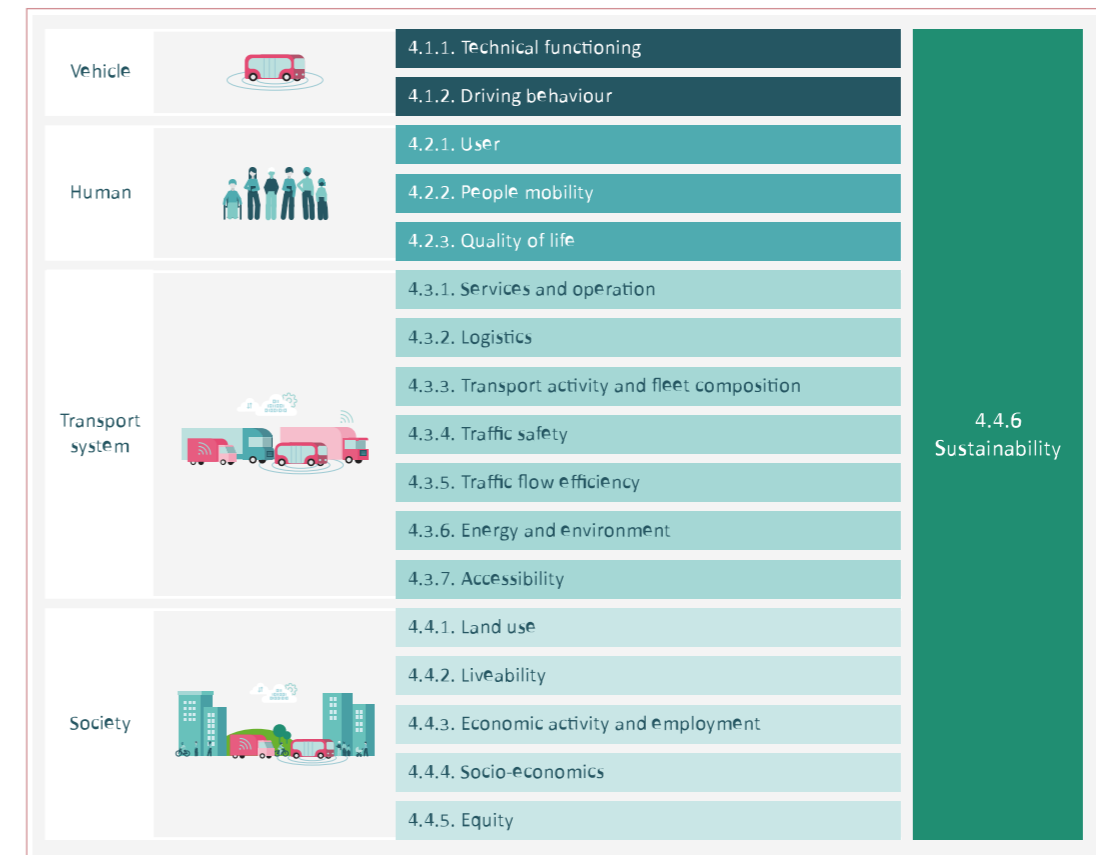 Vehicle
4.1.1. Technical functioning
4.1.2. Driving behaviour
Human
4.2.1. User
4.2.2. People mobility
4.2.3. Quality of life
Transport
system
4.3.1. Services and operation
4.3.2. Logistics
4.3.3. Transport activity and fleet composition
4.3.4. Traffic safety
4.3.5. Traffic flow efficiency
4.3.6. Energy and environment
4.3.7. Accessibility
Society
4.4.1. Land use
4.4.2. Liveability
4.4.3. Economic activity and employment
4.4.4. Socio-economics
4.4.5. Equity
4.4.6
Sustainability